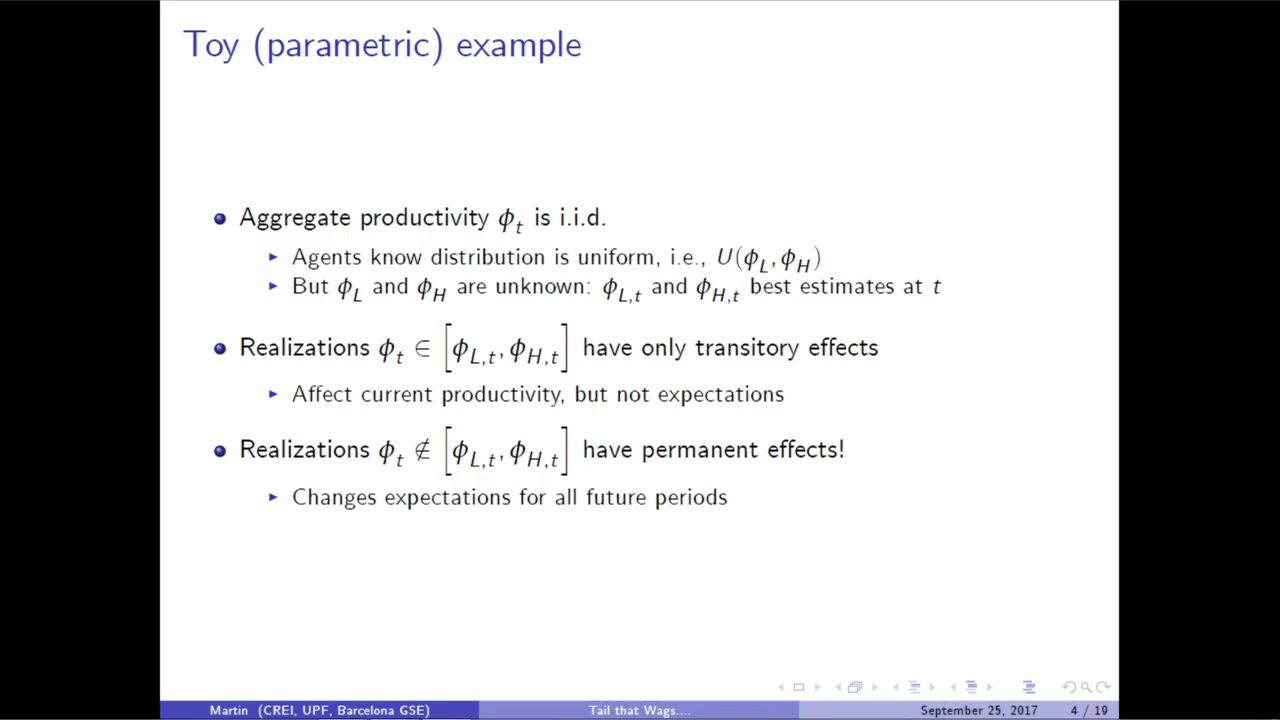 Toy (parametric) example
Aggregate productivity ϕ_t is i.i.d.
Agents know distribution is uniform, i.e., U(ϕ_L, ϕ_H)
But ϕ_L and ϕ_H are unknown: ϕ_{L,t} and ϕ_{H,t} best estimates at t
Realizations ϕ_t ∈ [ϕ_{L,t}, ϕ_{H,t}] have only transitory effects
Affect current productivity, but not expectations
Realizations ϕ_t ∉ [ϕ_{L,t}, ϕ_{H,t}] have permanent effects!
Changes expectations for all future periods
Martin (CREI, UPF, Barcelona GSE) Tail that Wags.... September 25, 2017 4 / 19